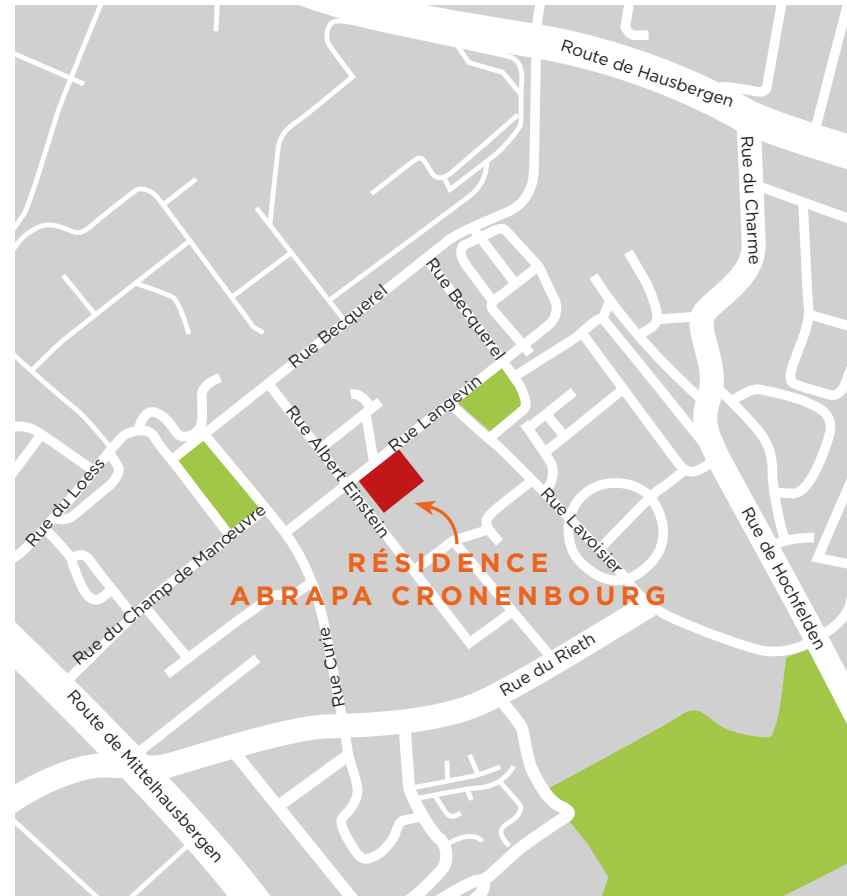 Route de Hausbergen
Rue du Charme
Rue Becquerel
Rue Becquerel
Rue Langevin
Rue Albert Einstein
Rue du Loess
Rue du Champ de Manœuvre
Rue Lavoisier
Rue de Hochfelden
RÉSIDENCE
ABRAPA CRONENBOURG
Rue Curie
Rue du Rieth
Route de Mittelhausbergen